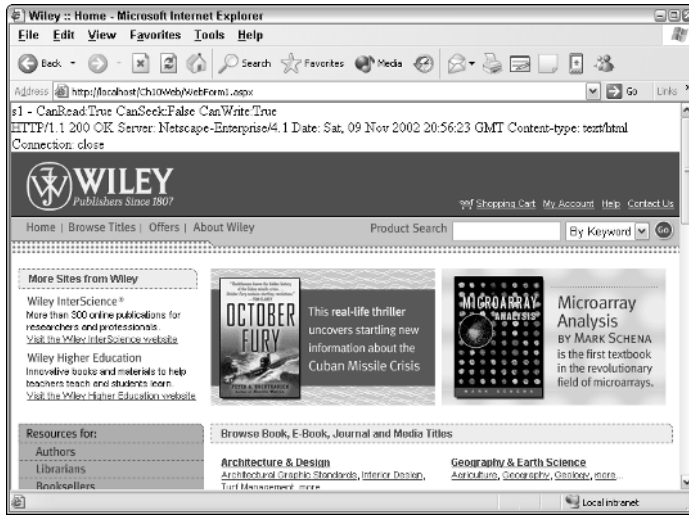 Wiley :: Home - Microsoft Internet Explorer
File Edit View Favorites Tools Help
Back Search Favorites Media
Address http://localhost/Ch10Web/WebForm1.aspx Go Links
s1 - CanRead:True CanSeek:False CanWrite:True
HTTP/1.1 200 OK Server: Netscape-Enterprise/4.1 Date: Sat, 09 Nov 2002 20:56:23 GMT Content-type: text/html
Connection: close
WILEY
Publishers Since 1807
Shopping Cart My Account Help Contact Us
Home | Browse Titles | Offers | About Wiley Product Search By Keyword Go
More Sites from Wiley
Wiley InterScience®
More than 300 online publications for
researchers and professionals.
Visit the Wiley InterScience website
Wiley Higher Education
Innovative books and materials to help
teachers teach and students learn.
Visit the Wiley Higher Education website
OCTOBER
FURY
This real-life thriller
uncovers startling new
information about the
Cuban Missile Crisis
MICROARRAY
ANALYSIS
MARK SCHENA
Microarray
Analysis
BY MARK SCHENA
is the first textbook
in the revolutionary
field of microarrays.
Resources for:
Authors
Librarians
Booksellers
Browse Book, E-Book, Journal and Media Titles
Architecture & Design
Architectural Graphic Standards, Interior Design,
Turf Management, more
Geography & Earth Science
Agriculture, Geography, Geology, more...
Local intranet